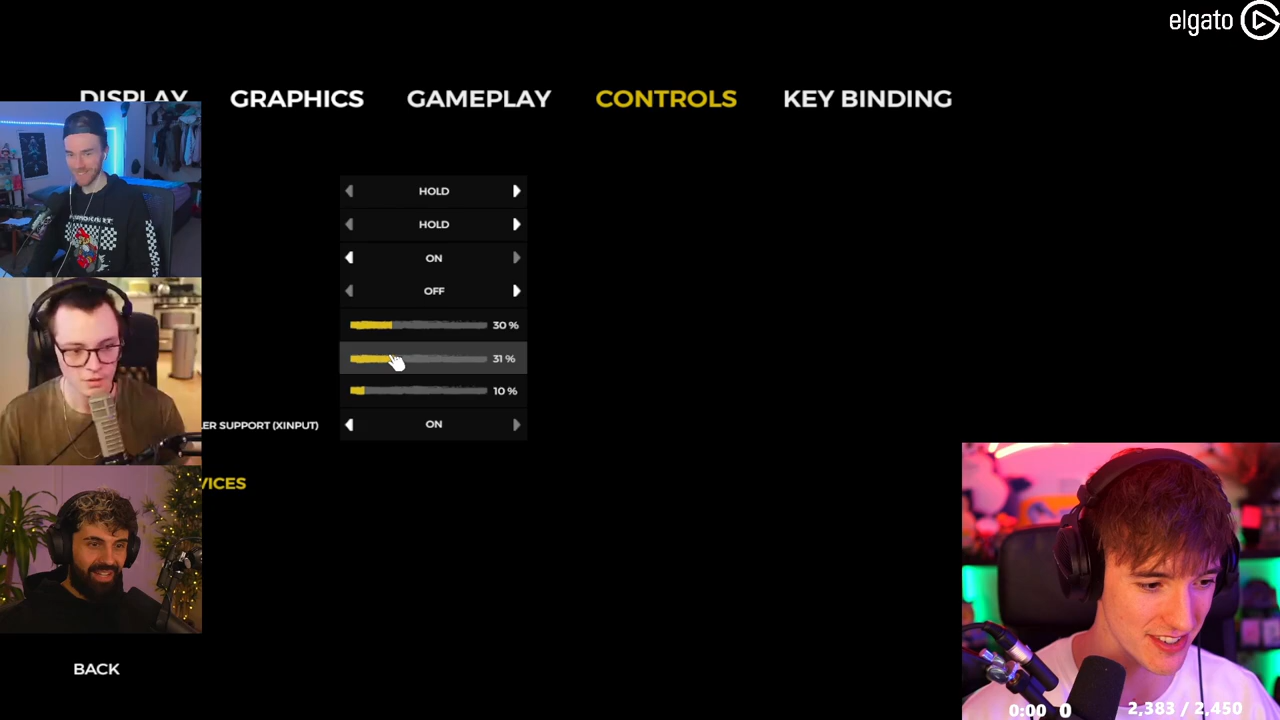 elgato
DISPLAY GRAPHICS GAMEPLAY CONTROLS KEY BINDING
HOLD
HOLD
ON
OFF
30 %
31 %
10 %
LER SUPPORT (XINPUT) ON
VICES
BACK
0:00 0 2,383 / 2,450